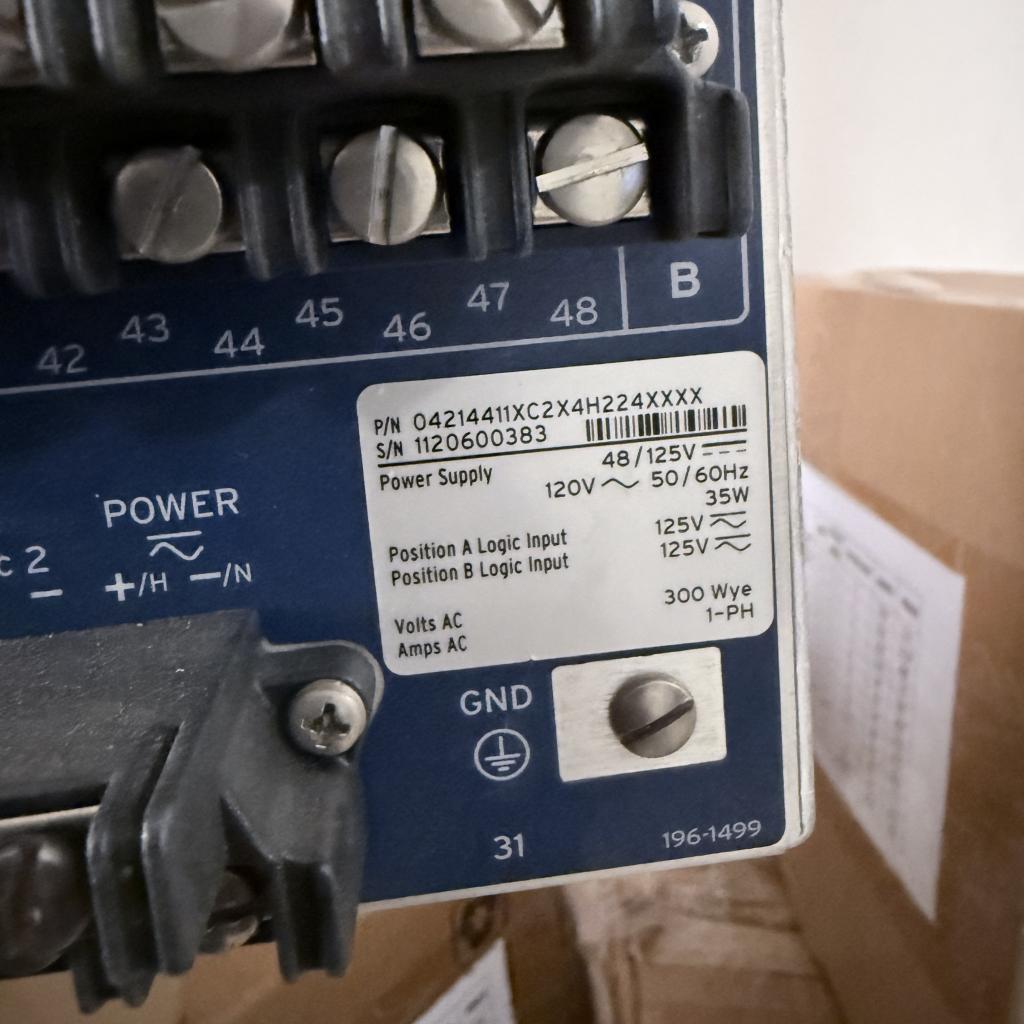 42 43 44 45 46 47 48 B
P/N 04214411XC2X4H224XXXX
S/N 1120600383
Power Supply 48/125V ⎓
120V ~ 50/60Hz
35W
Position A Logic Input 125V ⏦
Position B Logic Input 125V ⏦
Volts AC 300 Wye
Amps AC 1-PH
POWER
c 2
− +/H −/N
GND
31
196-1499